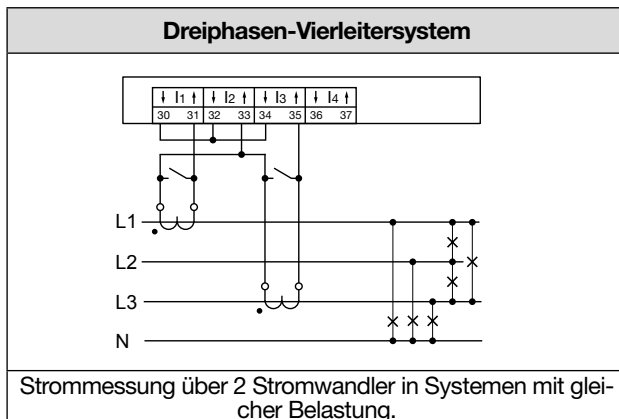 Dreiphasen-Vierleitersystem
I1 I2 I3 I4
30 31 32 33 34 35 36 37
L1
L2
L3
N
Strommessung über 2 Stromwandler in Systemen mit glei-
cher Belastung.